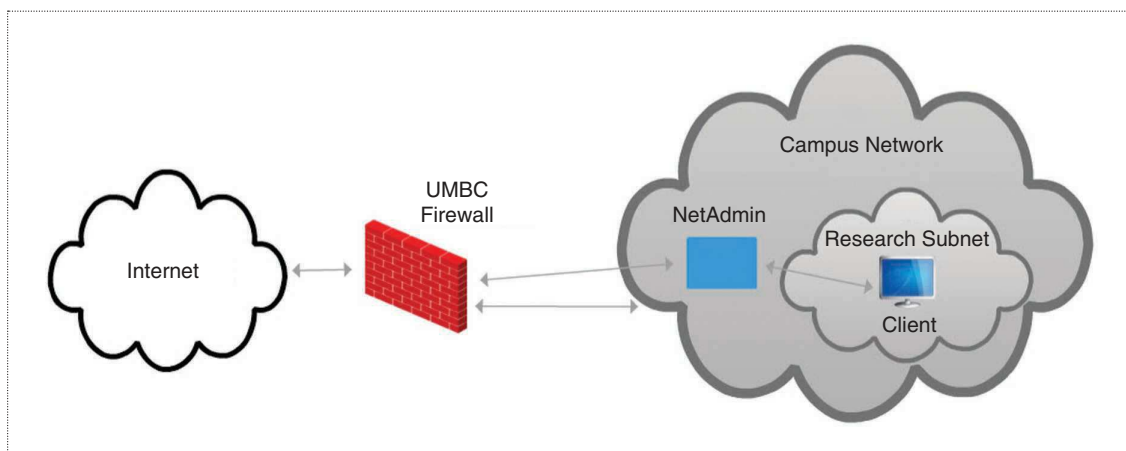 Internet
UMBC
Firewall
Campus Network
NetAdmin
Research Subnet
Client